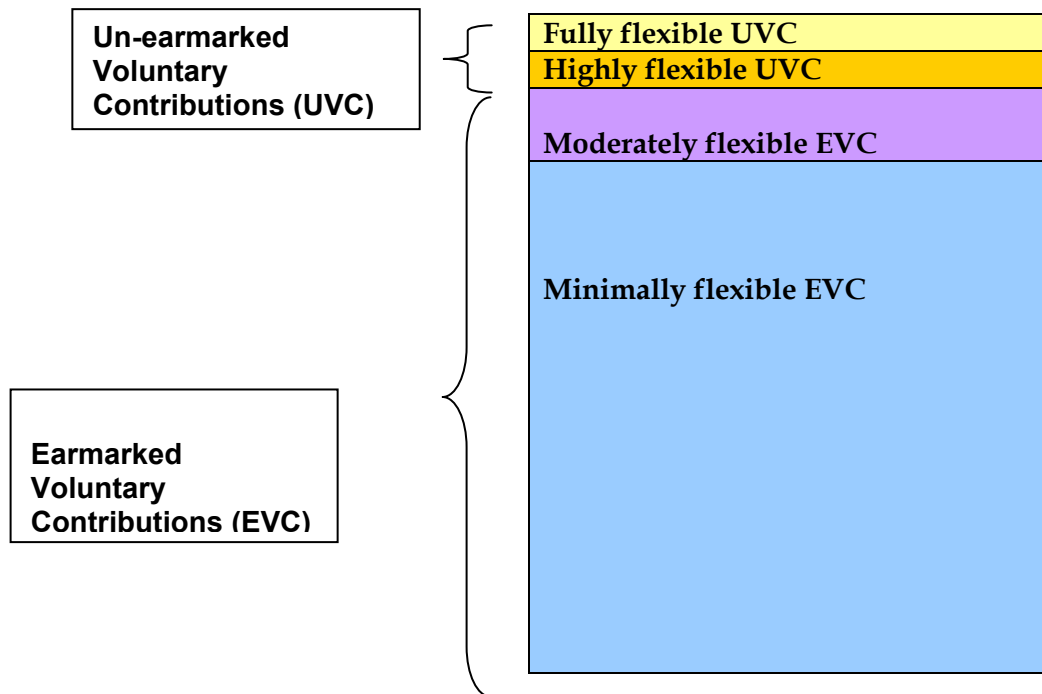 Un-earmarked
Voluntary
Contributions (UVC)
Fully flexible UVC
Highly flexible UVC
Moderately flexible EVC
Minimally flexible EVC
Earmarked
Voluntary
Contributions (EVC)